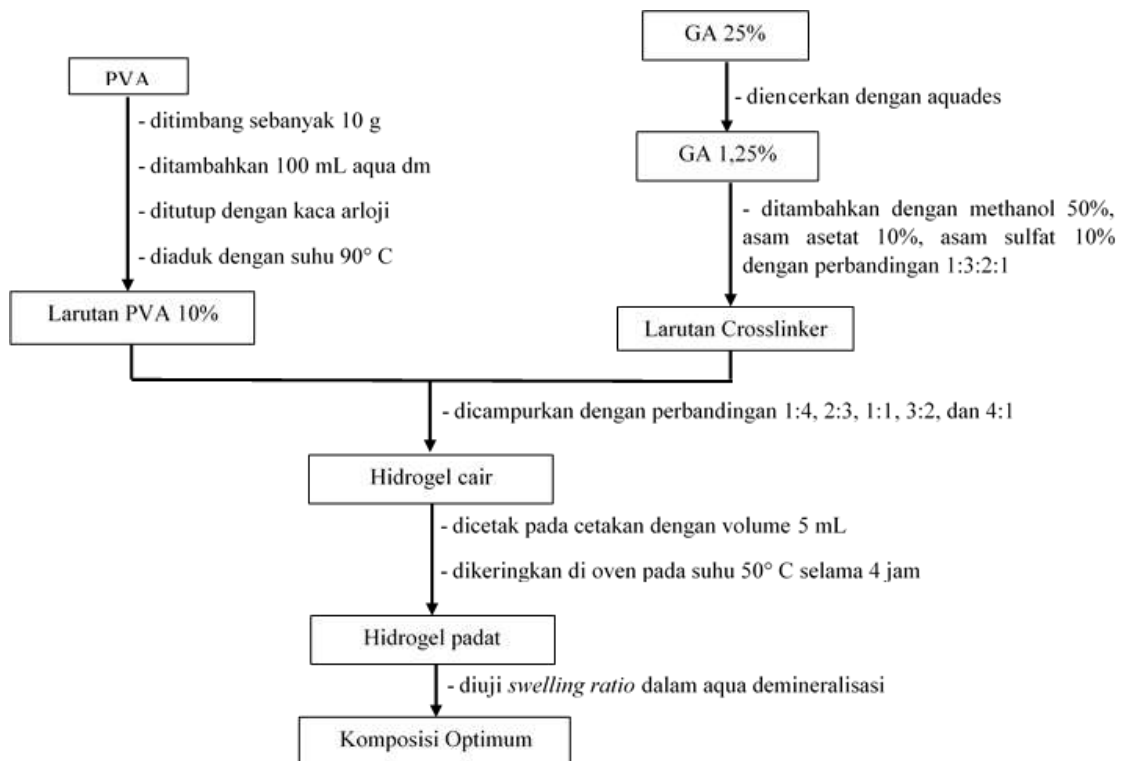 PVA
- ditimbang sebanyak 10 g
- ditambahkan 100 mL aqua dm
- ditutup dengan kaca arloji
- diaduk dengan suhu 90° C
Larutan PVA 10%
GA 25%
- diencerkan dengan aquades
GA 1,25%
- ditambahkan dengan methanol 50%,
asam asetat 10%, asam sulfat 10%
dengan perbandingan 1:3:2:1
Larutan Crosslinker
- dicampurkan dengan perbandingan 1:4, 2:3, 1:1, 3:2, dan 4:1
Hidrogel cair
- dicetak pada cetakan dengan volume 5 mL
- dikeringkan di oven pada suhu 50° C selama 4 jam
Hidrogel padat
- diuji swelling ratio dalam aqua demineralisasi
Komposisi Optimum